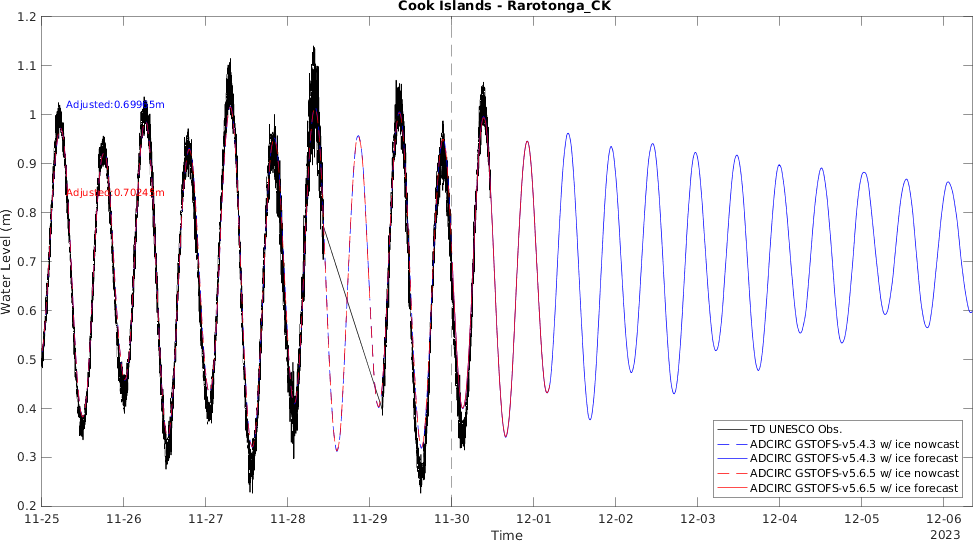 Cook Islands - Rarotonga_CK
1.2
1.1
1
0.9
0.8
0.7
0.6
0.5
0.4
0.3
0.2
Water Level (m)
Adjusted:0.69915m
Adjusted:0.70245m
TD UNESCO Obs.
ADCIRC GSTOFS-v5.4.3 w/ ice nowcast
ADCIRC GSTOFS-v5.4.3 w/ ice forecast
ADCIRC GSTOFS-v5.6.5 w/ ice nowcast
ADCIRC GSTOFS-v5.6.5 w/ ice forecast
11-25 11-26 11-27 11-28 11-29 11-30 12-01 12-02 12-03 12-04 12-05 12-06
Time
2023